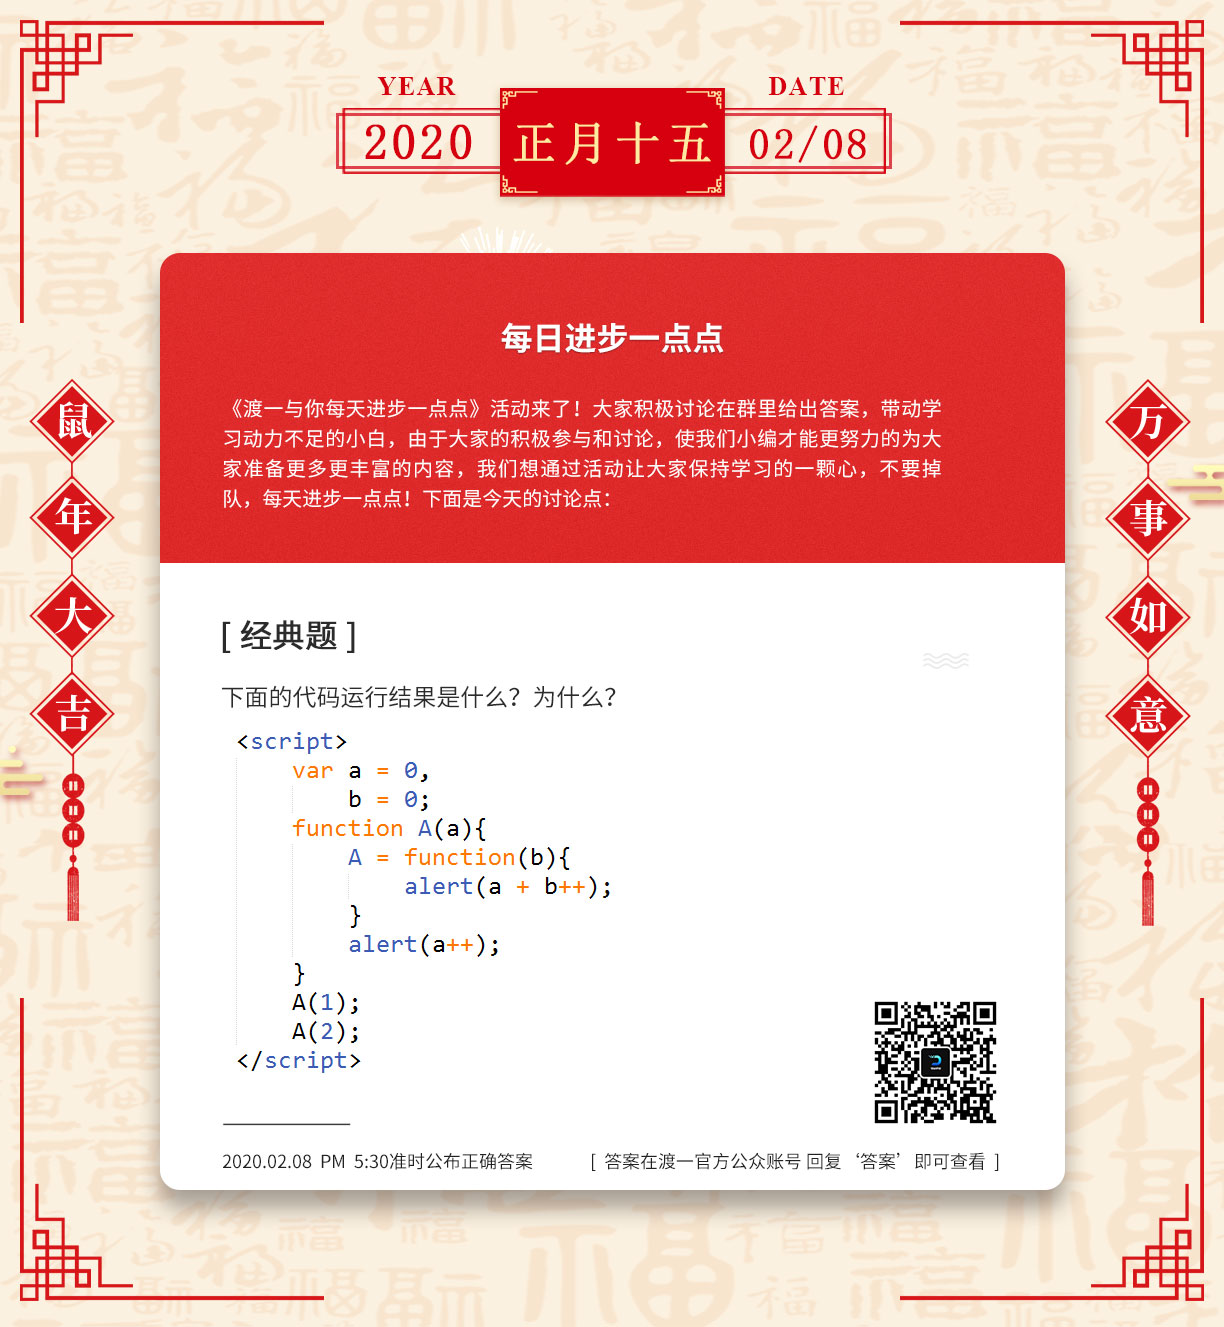 YEAR
DATE
2020
正月十五
02/08
每日进步一点点
《渡一与你每天进步一点点》活动来了！大家积极讨论在群里给出答案，带动学
习动力不足的小白，由于大家的积极参与和讨论，使我们小编才能更努力的为大
家准备更多更丰富的内容，我们想通过活动让大家保持学习的一颗心，不要掉
队，每天进步一点点！下面是今天的讨论点：
鼠年大吉
万事如意
[ 经典题 ]
下面的代码运行结果是什么？为什么？
<script>
    var a = 0,
        b = 0;
    function A(a){
        A = function(b){
            alert(a + b++);
        }
        alert(a++);
    }
    A(1);
    A(2);
</script>
2020.02.08 PM 5:30准时公布正确答案
[ 答案在渡一官方公众账号 回复‘答案’即可查看 ]